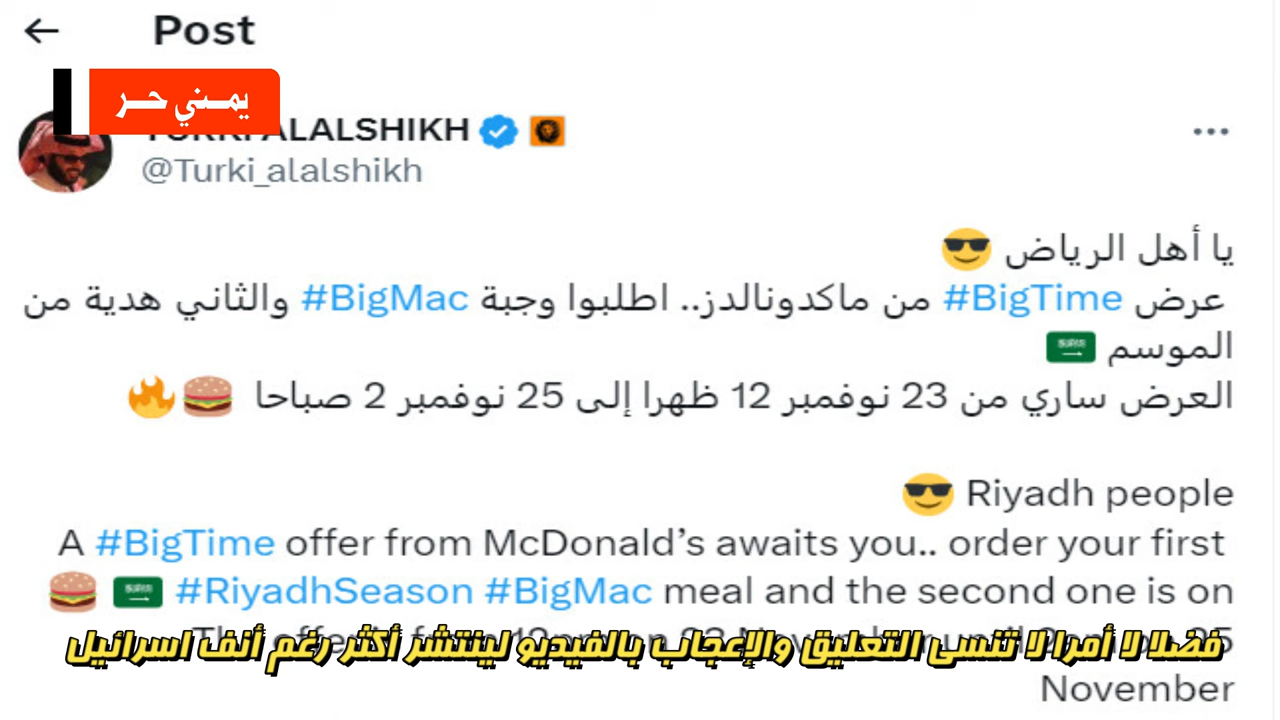 Post
يمني حر
ALALSHIKH
@Turki_alalshikh
يا أهل الرياض 😎
عرض #BigTime من ماكدونالدز.. اطلبوا وجبة #BigMac والثاني هدية من
الموسم 🇸🇦
العرض ساري من 23 نوفمبر 12 ظهرا إلى 25 نوفمبر 2 صباحا 🍔🔥
😎 Riyadh people
A #BigTime offer from McDonald’s awaits you.. order your first
🍔 🇸🇦 #RiyadhSeason #BigMac meal and the second one is on
فضلا لا أمرا لا تنسى التعليق والإعجاب بالفيديو لينتشر أكثر رغم أنف اسرائيل
November